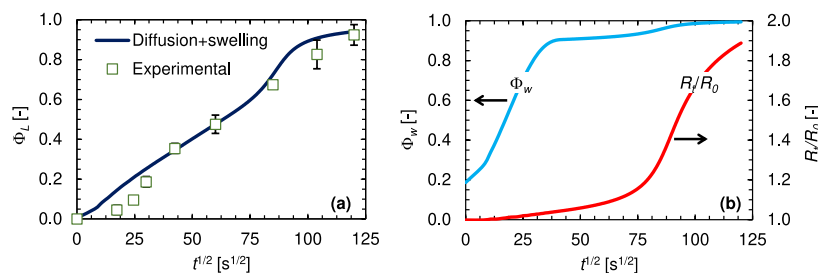 1.0
0.8
0.6
0.4
0.2
0.0
Φ_L [-]
Diffusion+swelling
Experimental
(a)
0 25 50 75 100 125
t^1/2 [s^1/2]
1.0
0.8
0.6
0.4
0.2
0.0
Φ_w [-]
Φ_w
R_t/R_0
(b)
0 25 50 75 100 125
t^1/2 [s^1/2]
2.0
1.8
1.6
1.4
1.2
1.0
R_t/R_0 [-]